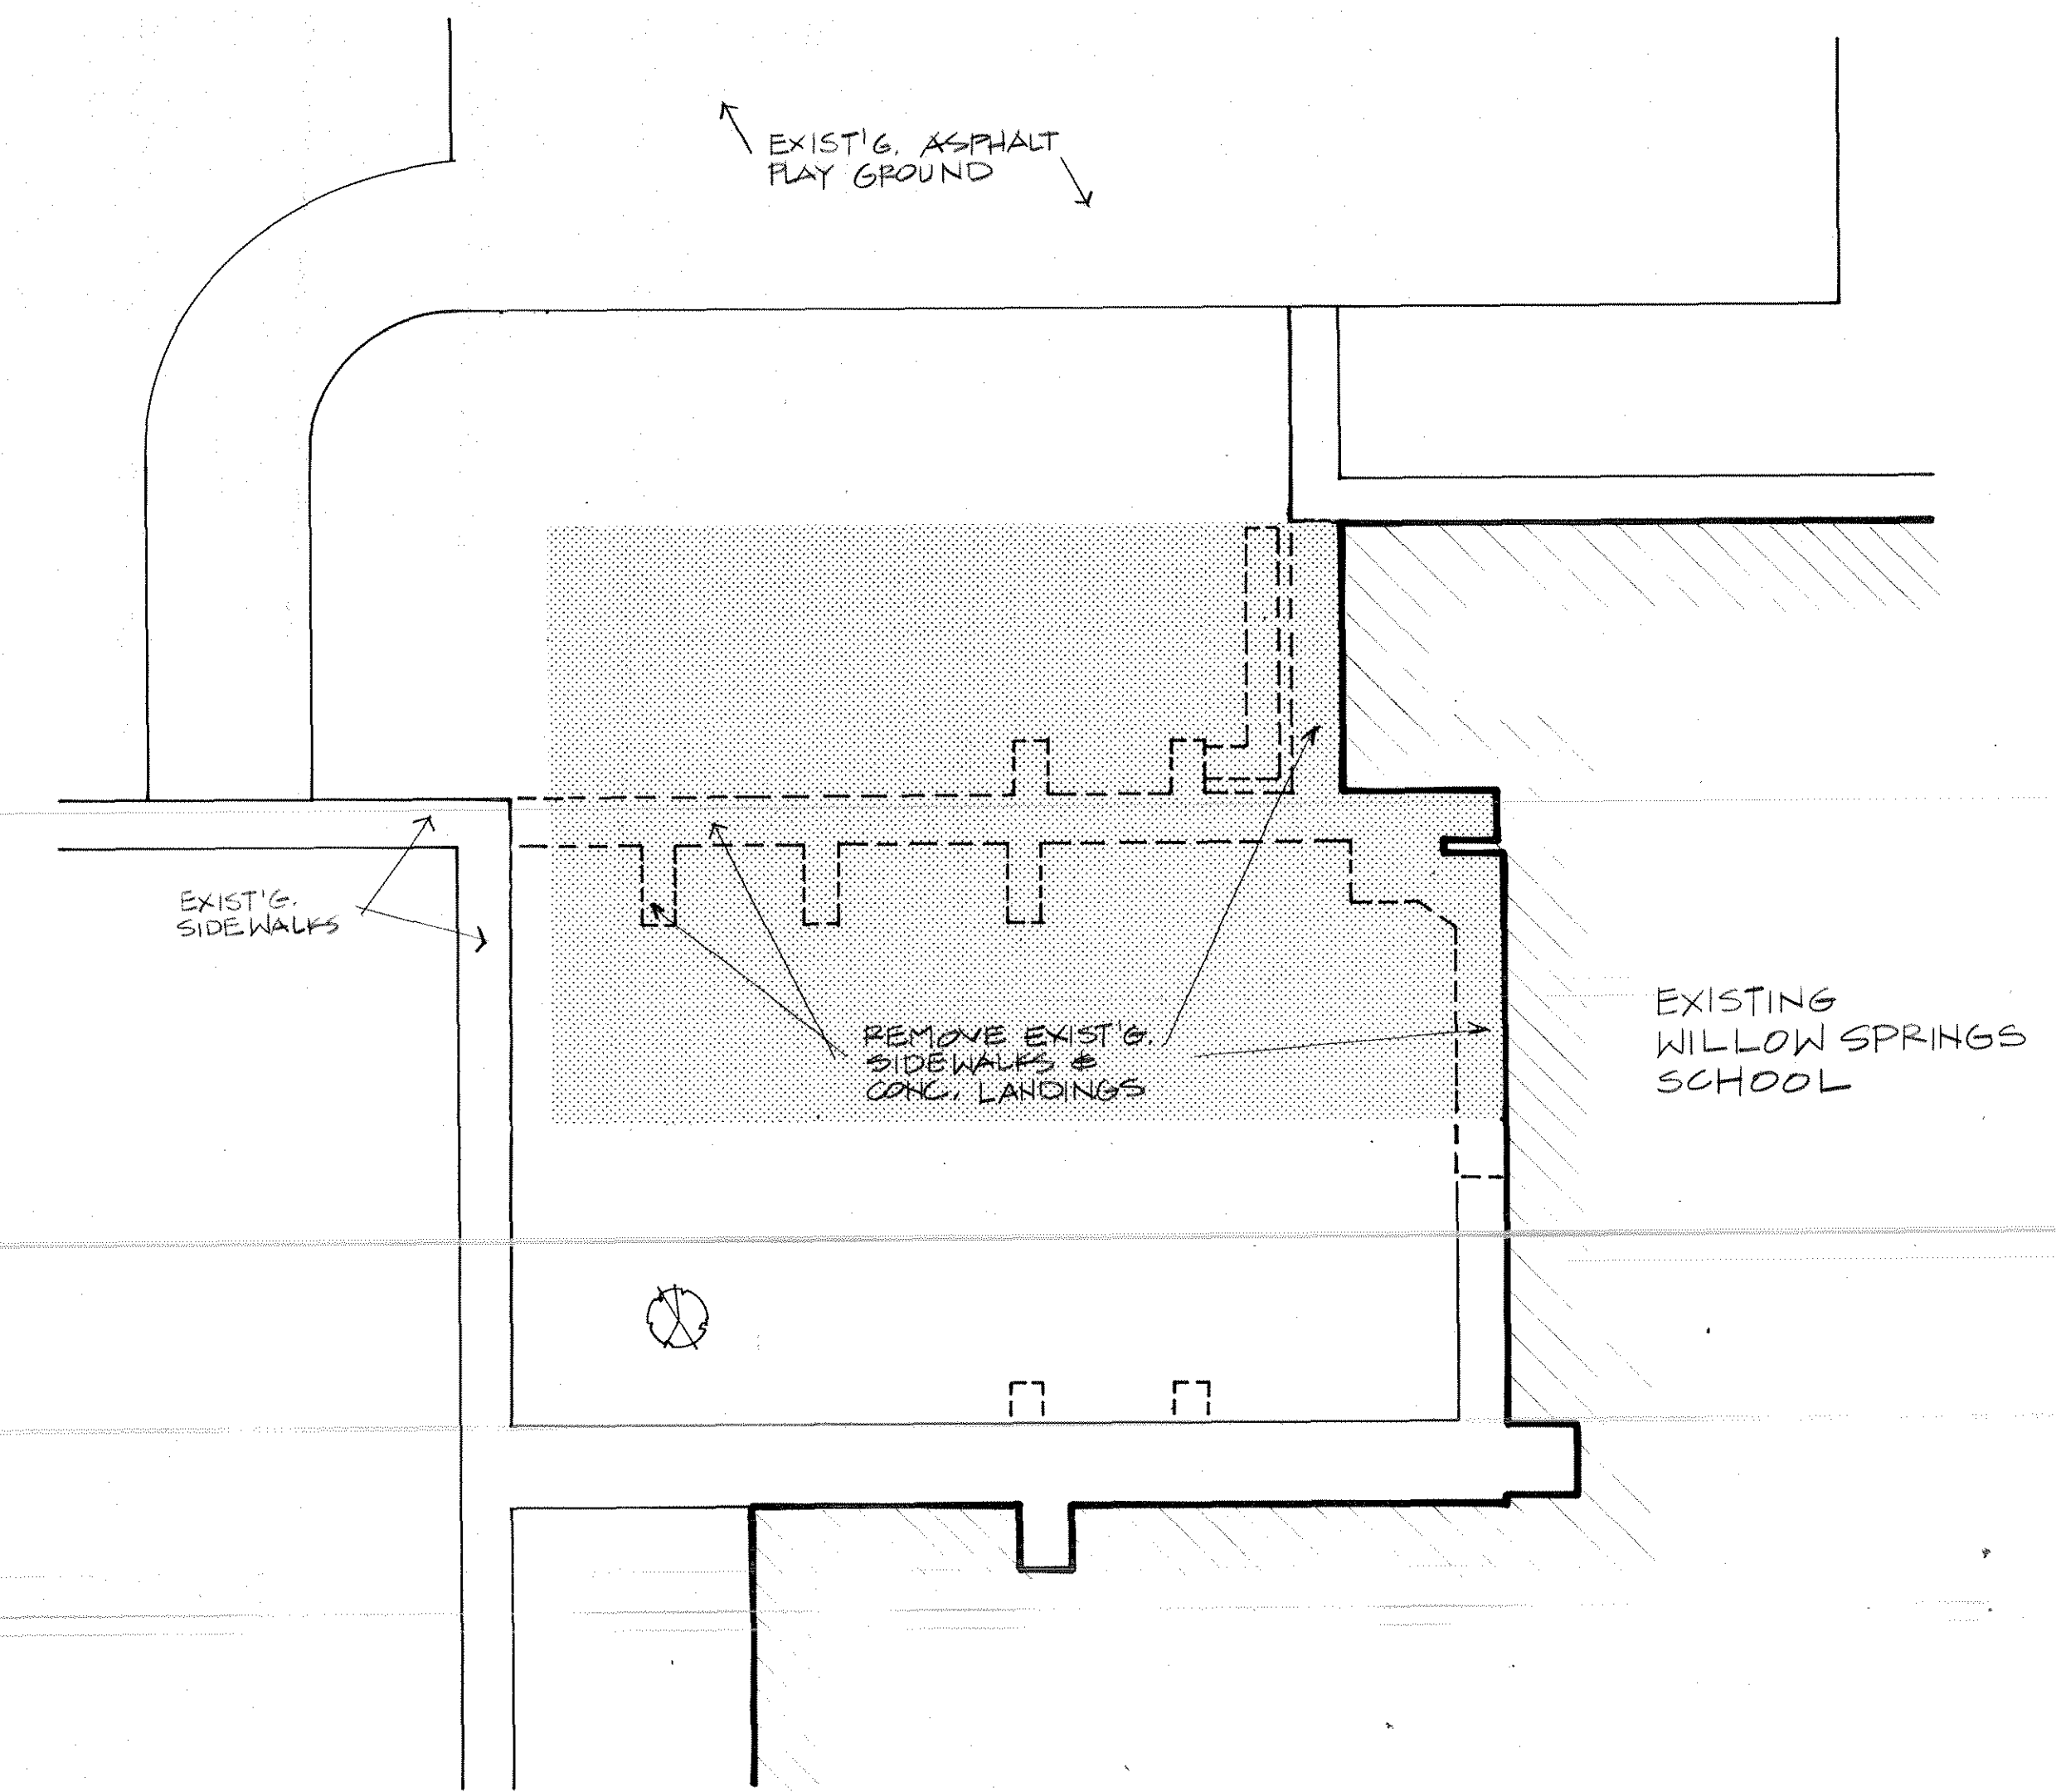 EXIST'G. ASPHALT
PLAY GROUND
EXIST'G.
SIDEWALKS
REMOVE EXIST'G.
SIDEWALKS &
CONC. LANDINGS
EXISTING
WILLOW SPRINGS
SCHOOL